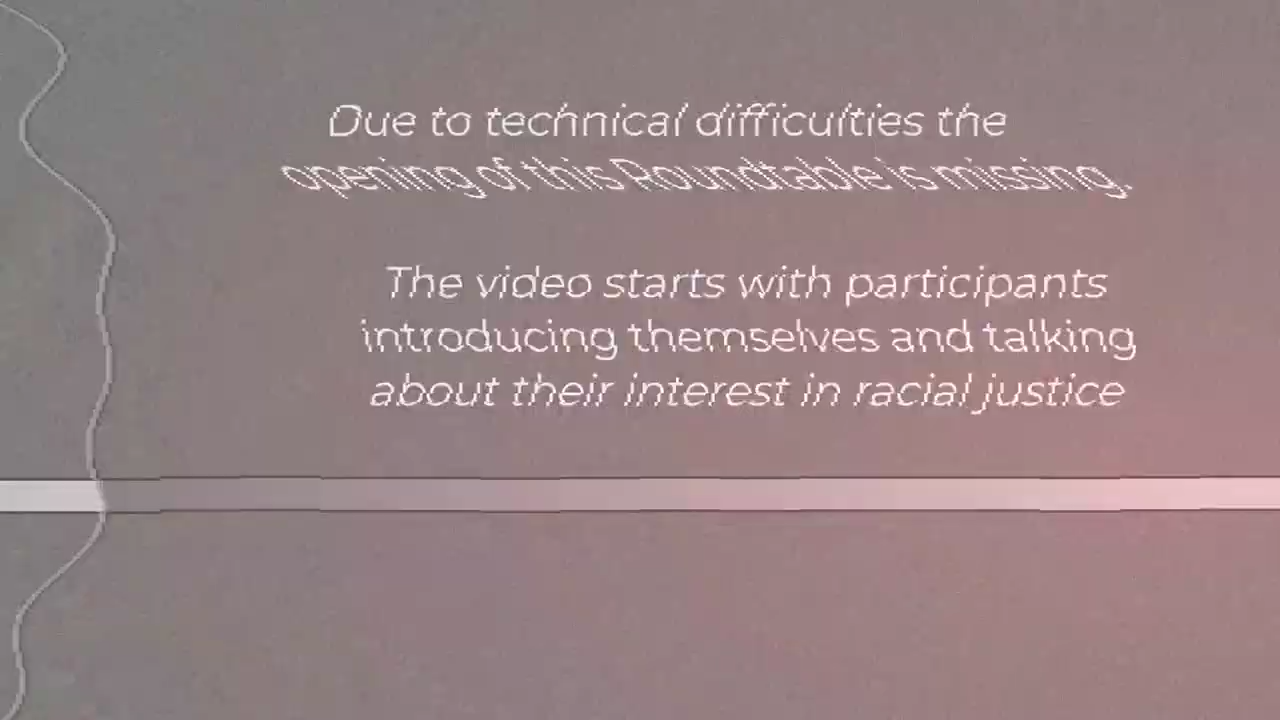 Due to technical difficulties the
opening of this Roundtable is missing.
The video starts with participants
introducing themselves and talking
about their interest in racial justice